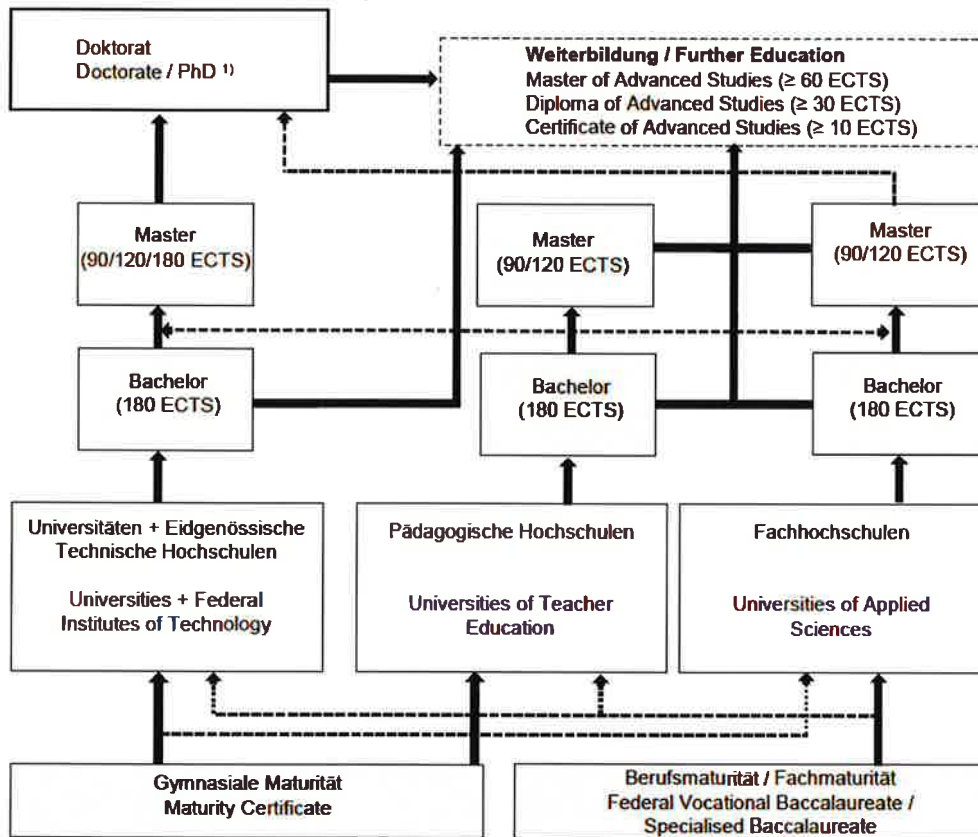 Doktorat
Doctorate / PhD ¹⁾
Weiterbildung / Further Education
Master of Advanced Studies (≥ 60 ECTS)
Diploma of Advanced Studies (≥ 30 ECTS)
Certificate of Advanced Studies (≥ 10 ECTS)
Master
(90/120/180 ECTS)
Master
(90/120 ECTS)
Master
(90/120 ECTS)
Bachelor
(180 ECTS)
Bachelor
(180 ECTS)
Bachelor
(180 ECTS)
Universitäten + Eidgenössische
Technische Hochschulen
Universities + Federal
Institutes of Technology
Pädagogische Hochschulen
Universities of Teacher
Education
Fachhochschulen
Universities of Applied
Sciences
Gymnasiale Maturität
Maturity Certificate
Berufsmaturität / Fachmaturität
Federal Vocational Baccalaureate /
Specialised Baccalaureate